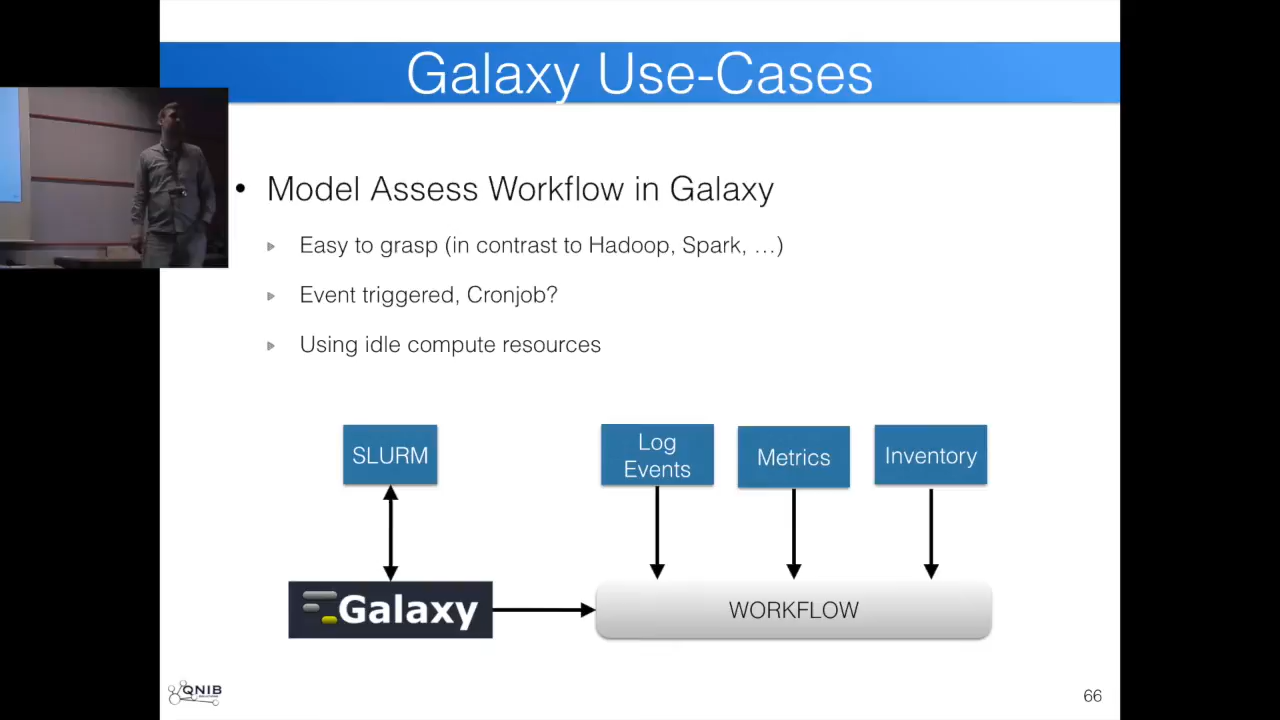 Galaxy Use-Cases
• Model Assess Workflow in Galaxy
Easy to grasp (in contrast to Hadoop, Spark, …)
Event triggered, Cronjob?
Using idle compute resources
SLURM
Log
Events
Metrics
Inventory
Galaxy
WORKFLOW
QNIB
66